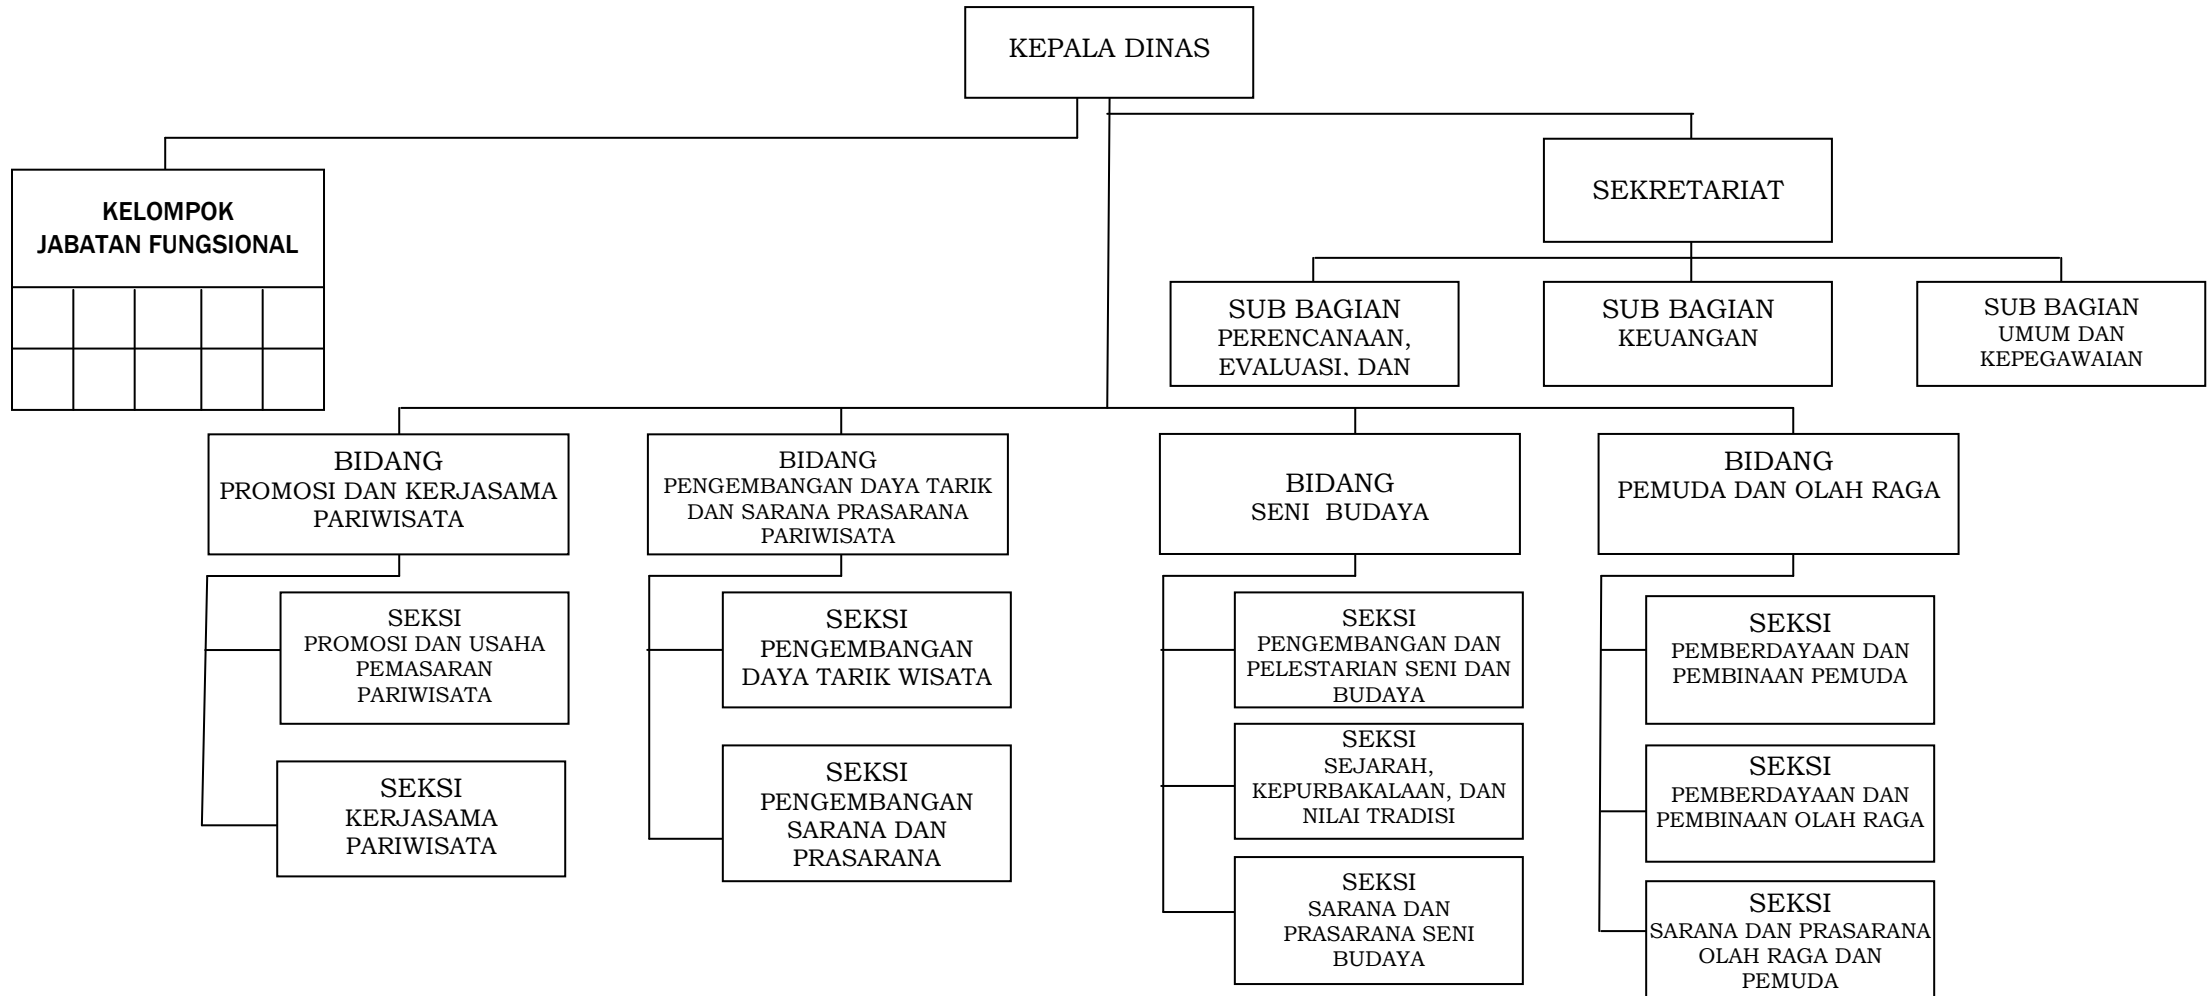 KEPALA DINAS
KELOMPOK
JABATAN FUNGSIONAL
SEKRETARIAT
SUB BAGIAN
PERENCANAAN,
EVALUASI, DAN
SUB BAGIAN
KEUANGAN
SUB BAGIAN
UMUM DAN
KEPEGAWAIAN
BIDANG
PROMOSI DAN KERJASAMA
PARIWISATA
BIDANG
PENGEMBANGAN DAYA TARIK
DAN SARANA PRASARANA
PARIWISATA
BIDANG
SENI  BUDAYA
BIDANG
PEMUDA DAN OLAH RAGA
SEKSI
PROMOSI DAN USAHA
PEMASARAN
PARIWISATA
SEKSI
KERJASAMA
PARIWISATA
SEKSI
PENGEMBANGAN
DAYA TARIK WISATA
SEKSI
PENGEMBANGAN
SARANA DAN
PRASARANA
SEKSI
PENGEMBANGAN DAN
PELESTARIAN SENI DAN
BUDAYA
SEKSI
SEJARAH,
KEPURBAKALAAN, DAN
NILAI TRADISI
SEKSI
SARANA DAN
PRASARANA SENI
BUDAYA
SEKSI
PEMBERDAYAAN DAN
PEMBINAAN PEMUDA
SEKSI
PEMBERDAYAAN DAN
PEMBINAAN OLAH RAGA
SEKSI
SARANA DAN PRASARANA
OLAH RAGA DAN
PEMUDA